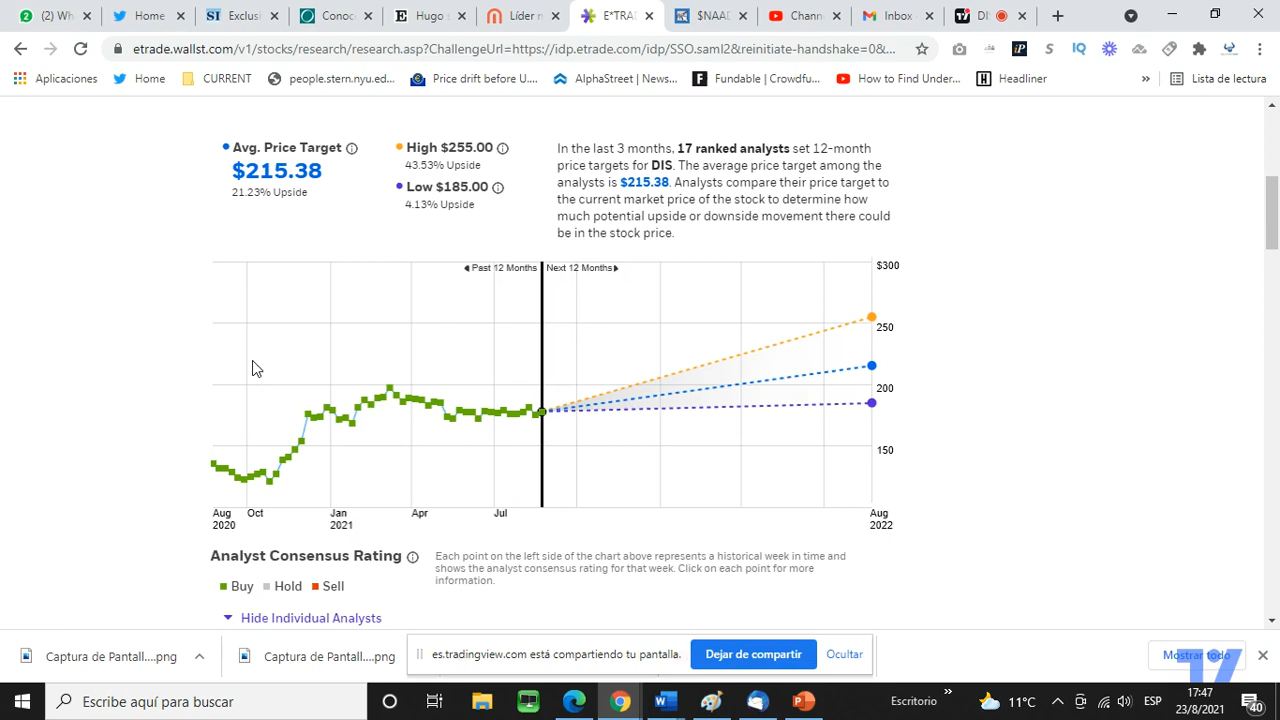 (2) Wh
Home
Exclus
Conoc
Hugo
Líder n
E*TRAD
$NAAD
Chann
Inbox
DIS
etrade.wallst.com/v1/stocks/research/research.asp?ChallengeUrl=https://idp.etrade.com/idp/SSO.saml2&reinitiate-handshake=0&...
Aplicaciones
Home
CURRENT
people.stern.nyu.ed...
Price drift before U....
AlphaStreet | News...
Fundable | Crowdfu...
How to Find Under...
Headliner
»
Lista de lectura
Avg. Price Target
$215.38
21.23% Upside
High $255.00
43.53% Upside
Low $185.00
4.13% Upside
In the last 3 months, 17 ranked analysts set 12-month
price targets for DIS. The average price target among the
analysts is $215.38. Analysts compare their price target to
the current market price of the stock to determine how
much potential upside or downside movement there could
be in the stock price.
Past 12 Months
Next 12 Months
$300
250
200
150
Aug
2020
Oct
Jan
2021
Apr
Jul
Aug
2022
Analyst Consensus Rating
Each point on the left side of the chart above represents a historical week in time and
shows the analyst consensus rating for that week. Click on each point for more
information.
Buy
Hold
Sell
Hide Individual Analysts
Captura de Pantall....png
Captura de Pantall....png
es.tradingview.com está compartiendo tu pantalla.
Dejar de compartir
Ocultar
Mostrar todo
Escribe aquí para buscar
Escritorio
»
11°C
ESP
17:47
23/8/2021
40